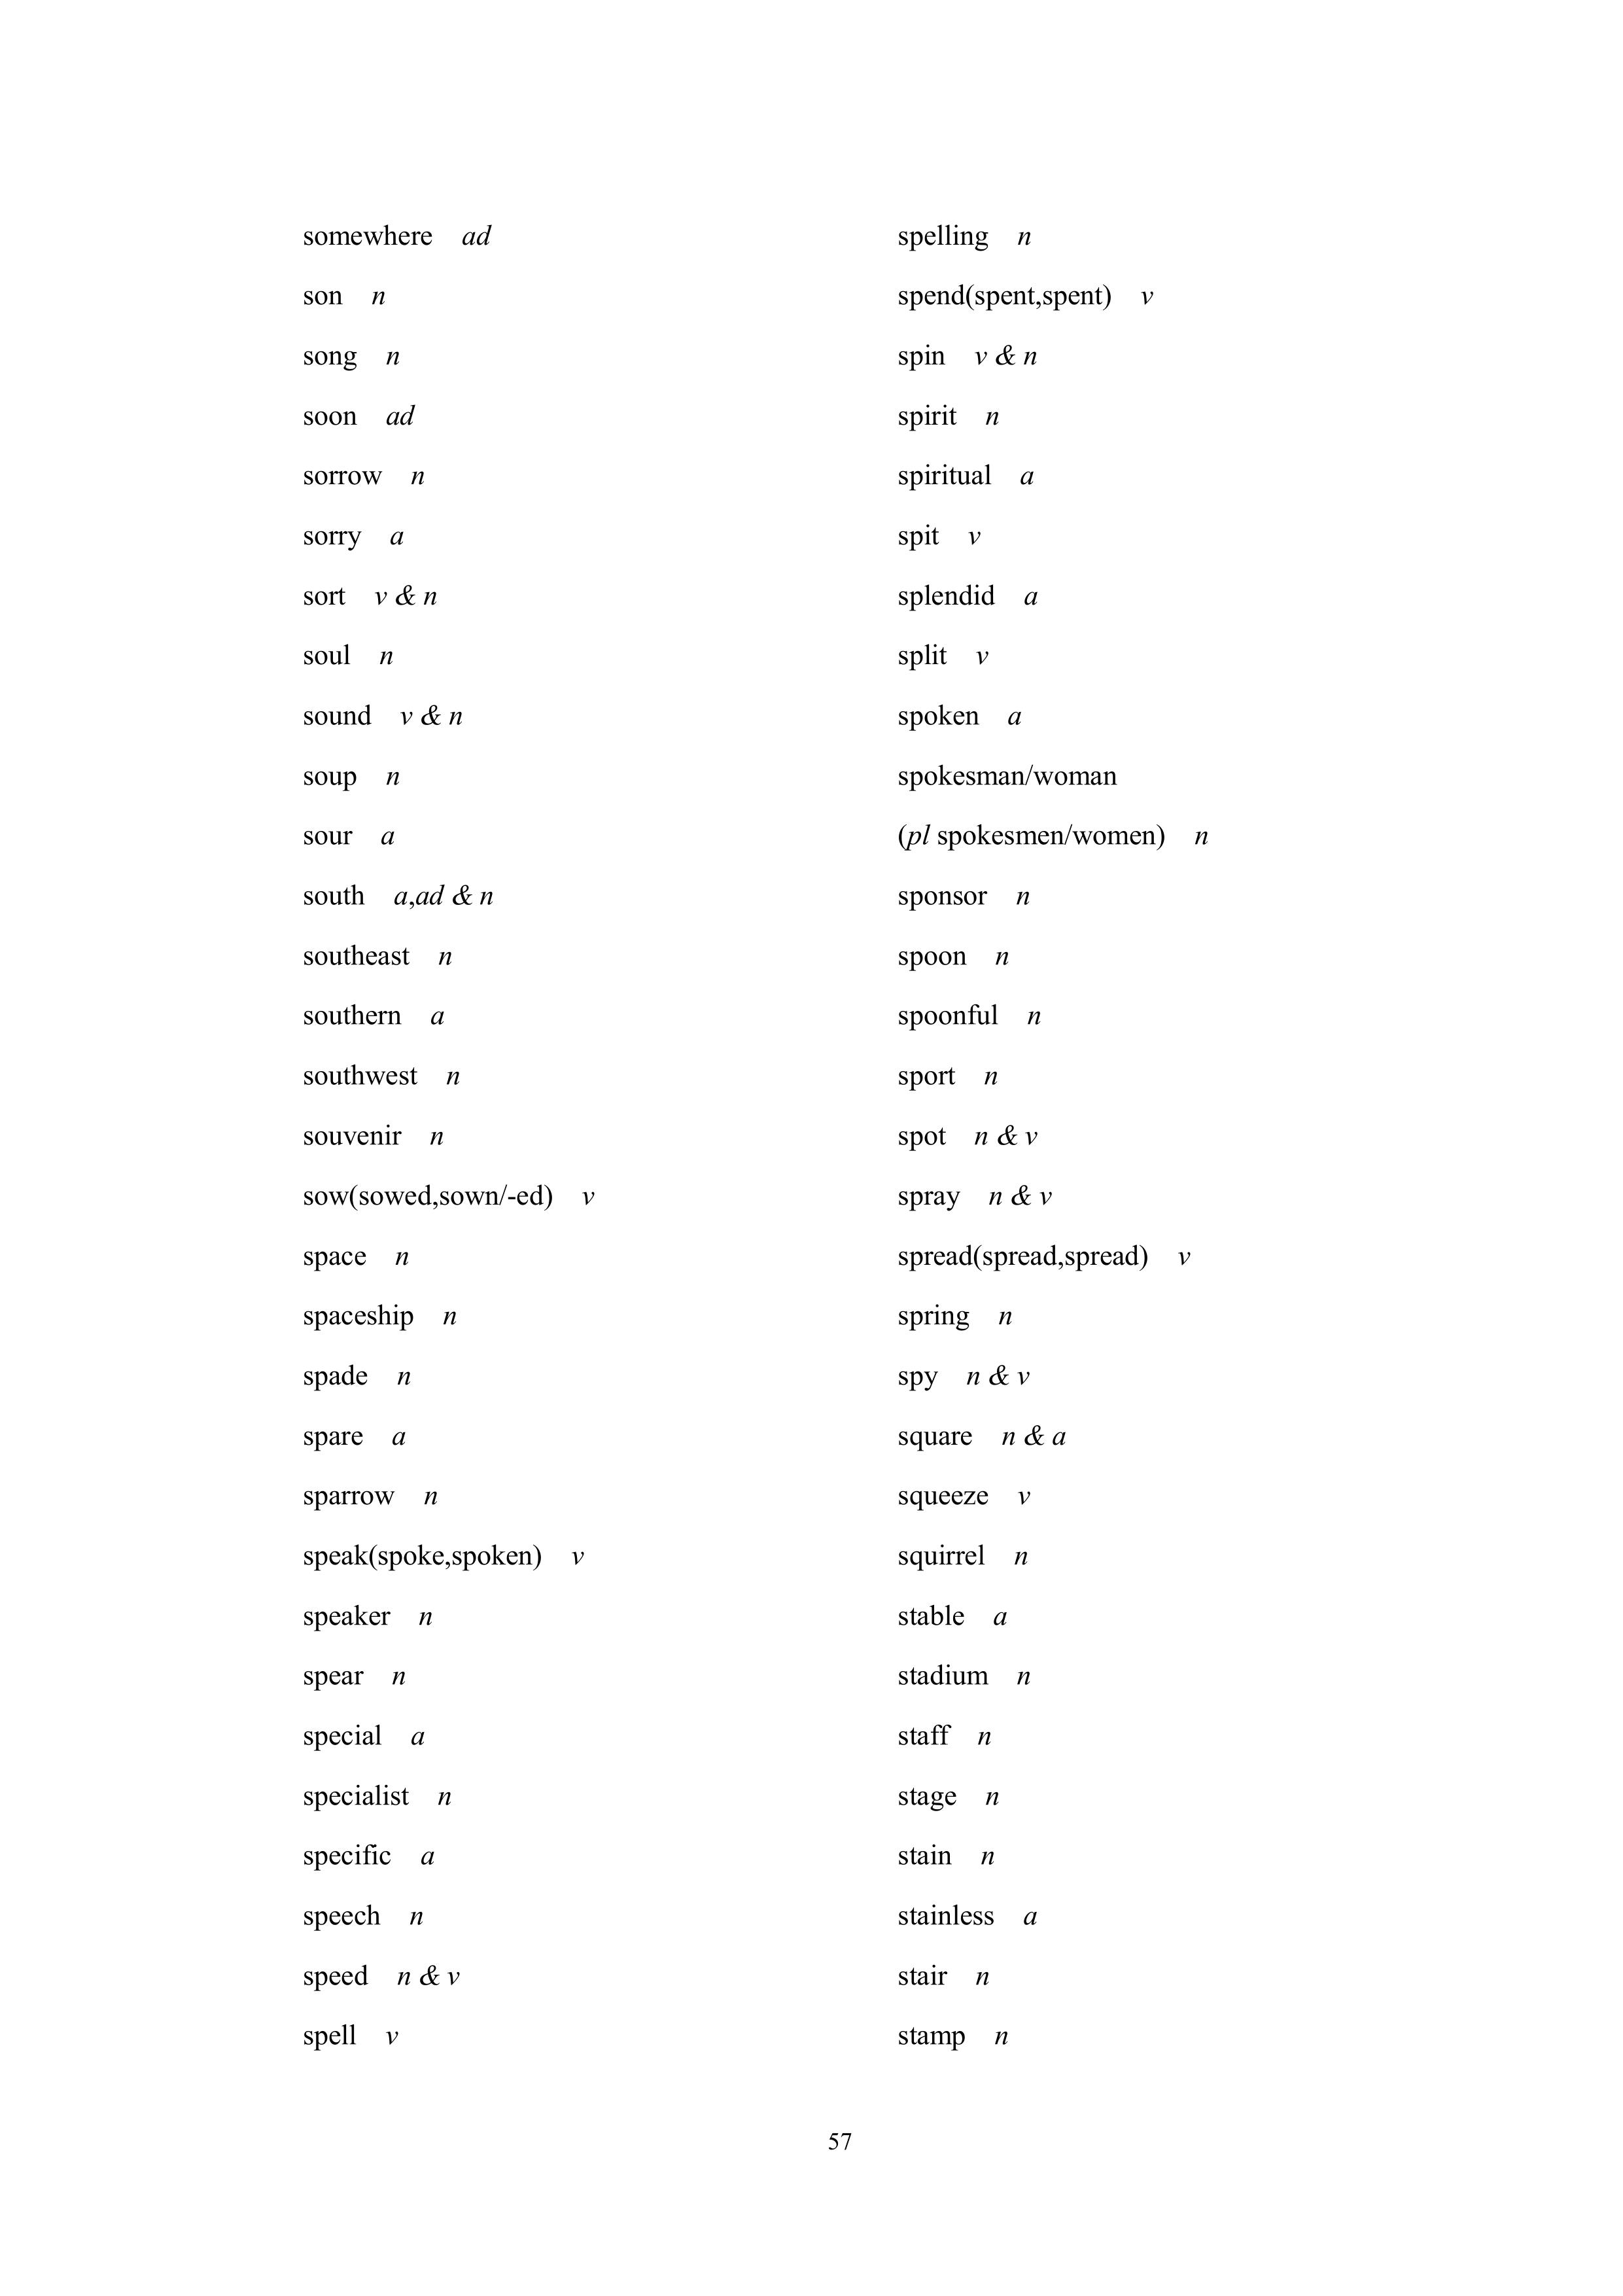 somewhere ad
son n
song n
soon ad
sorrow n
sorry a
sort v & n
soul n
sound v & n
soup n
sour a
south a,ad & n
southeast n
southern a
southwest n
souvenir n
sow(sowed,sown/-ed) v
space n
spaceship n
spade n
spare a
sparrow n
speak(spoke,spoken) v
speaker n
spear n
special a
specialist n
specific a
speech n
speed n & v
spell v
spelling n
spend(spent,spent) v
spin v & n
spirit n
spiritual a
spit v
splendid a
split v
spoken a
spokesman/woman
(pl spokesmen/women) n
sponsor n
spoon n
spoonful n
sport n
spot n & v
spray n & v
spread(spread,spread) v
spring n
spy n & v
square n & a
squeeze v
squirrel n
stable a
stadium n
staff n
stage n
stain n
stainless a
stair n
stamp n
57